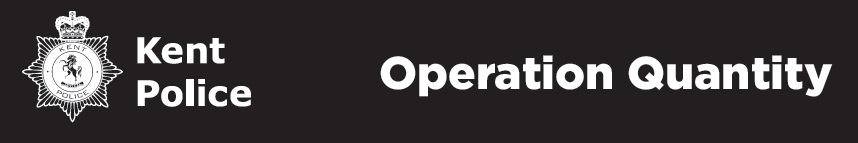 KENT
POLICE
Kent
Police
Operation Quantity